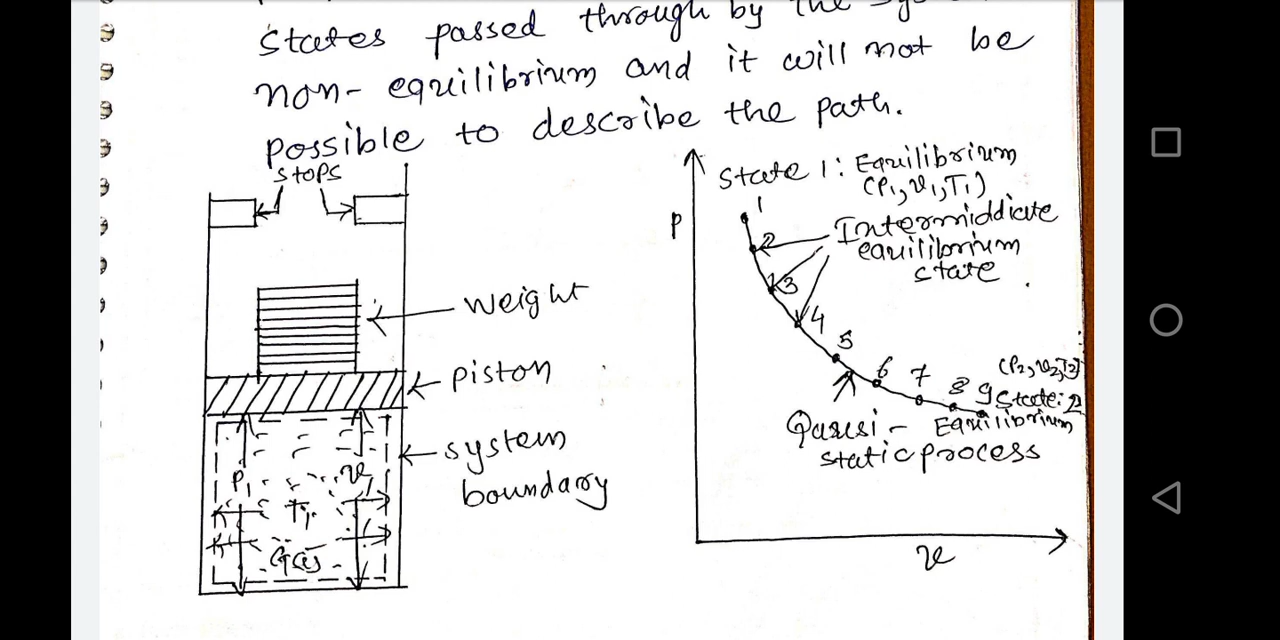 states passed through by the
non-equilibrium and it will not be
possible to describe the path.
stops
weight
piston
system
boundary
P1
v1
T1
Gas
P
State 1: Equilibrium
(P1, v1, T1)
1
2
3
4
5
6
7
8
9
Intermiddiate
equilibrium
state
(P2, v2, T2)
State: 2
Equilibrium
Quasi-
static process
v